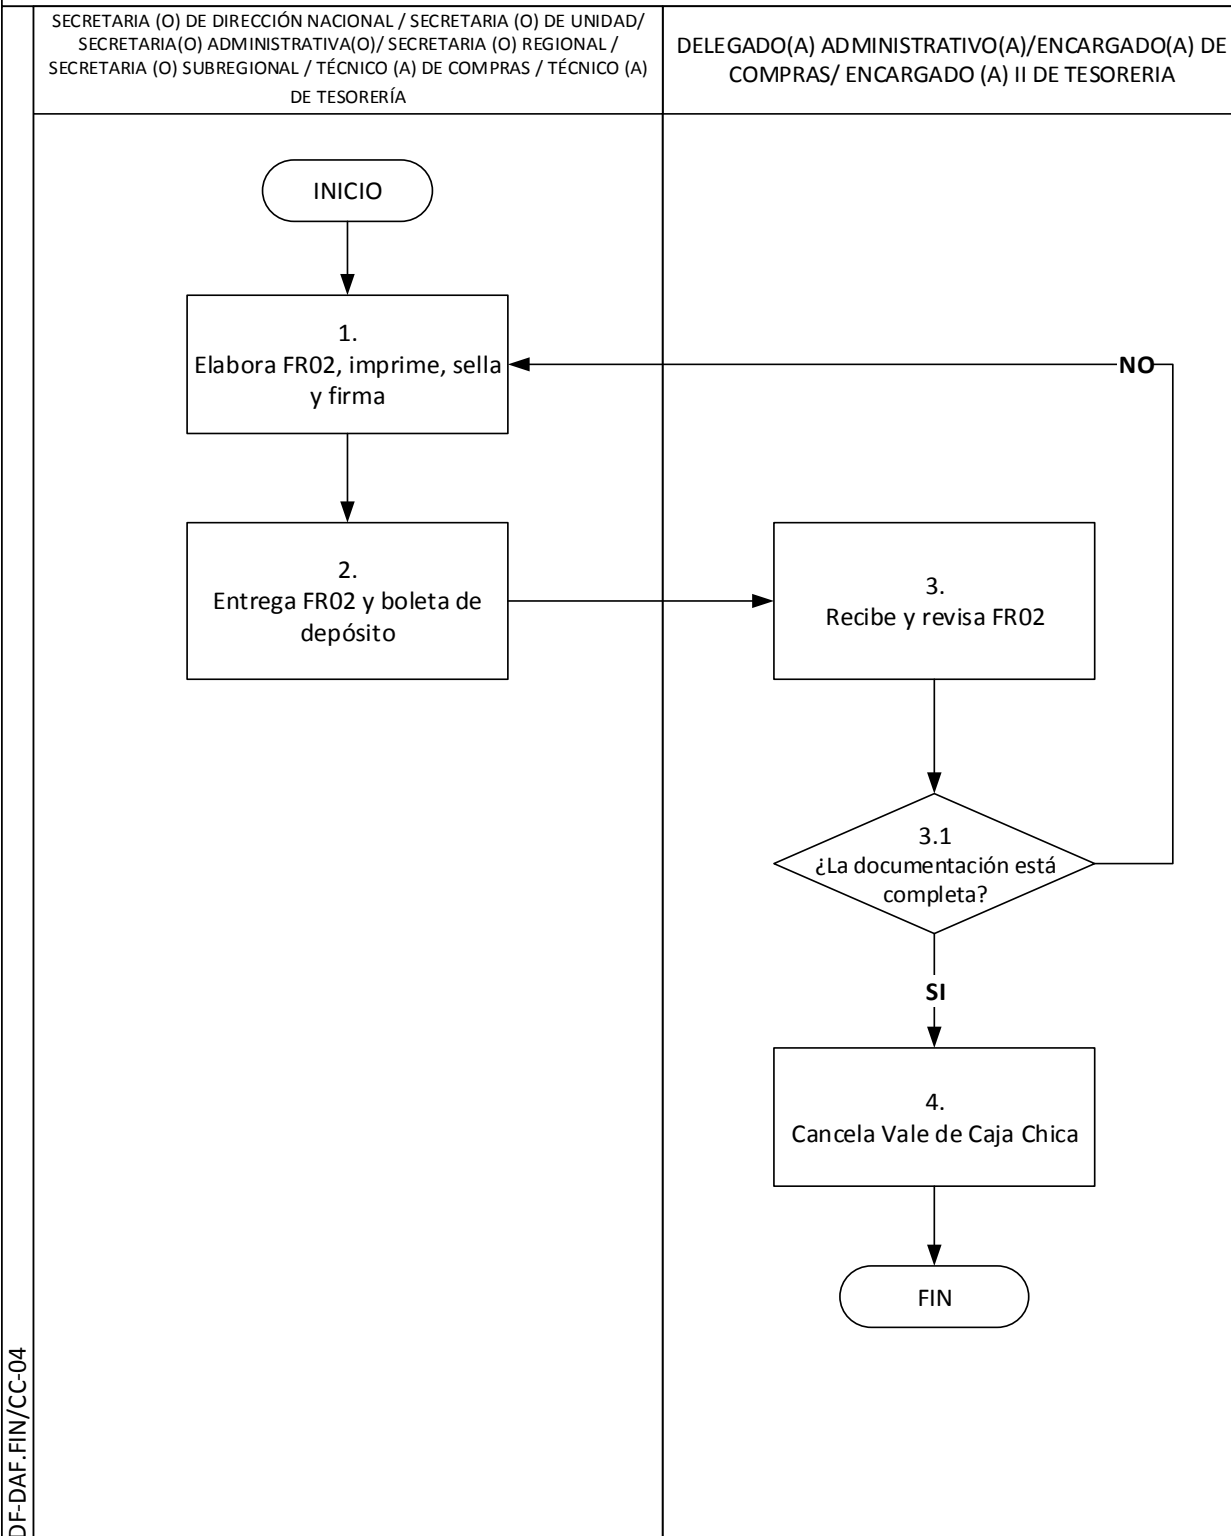 SECRETARIA (O) DE DIRECCIÓN NACIONAL / SECRETARIA (O) DE UNIDAD/
SECRETARIA(O) ADMINISTRATIVA(O)/ SECRETARIA (O) REGIONAL /
SECRETARIA (O) SUBREGIONAL / TÉCNICO (A) DE COMPRAS / TÉCNICO (A)
DE TESORERÍA
DELEGADO(A) ADMINISTRATIVO(A)/ENCARGADO(A) DE
COMPRAS/ ENCARGADO (A) II DE TESORERIA
INICIO
1.
Elabora FR02, imprime, sella
y firma
NO
2.
Entrega FR02 y boleta de
depósito
3.
Recibe y revisa FR02
3.1
¿La documentación está
completa?
SI
4.
Cancela Vale de Caja Chica
FIN
DF-DAF.FIN/CC-04